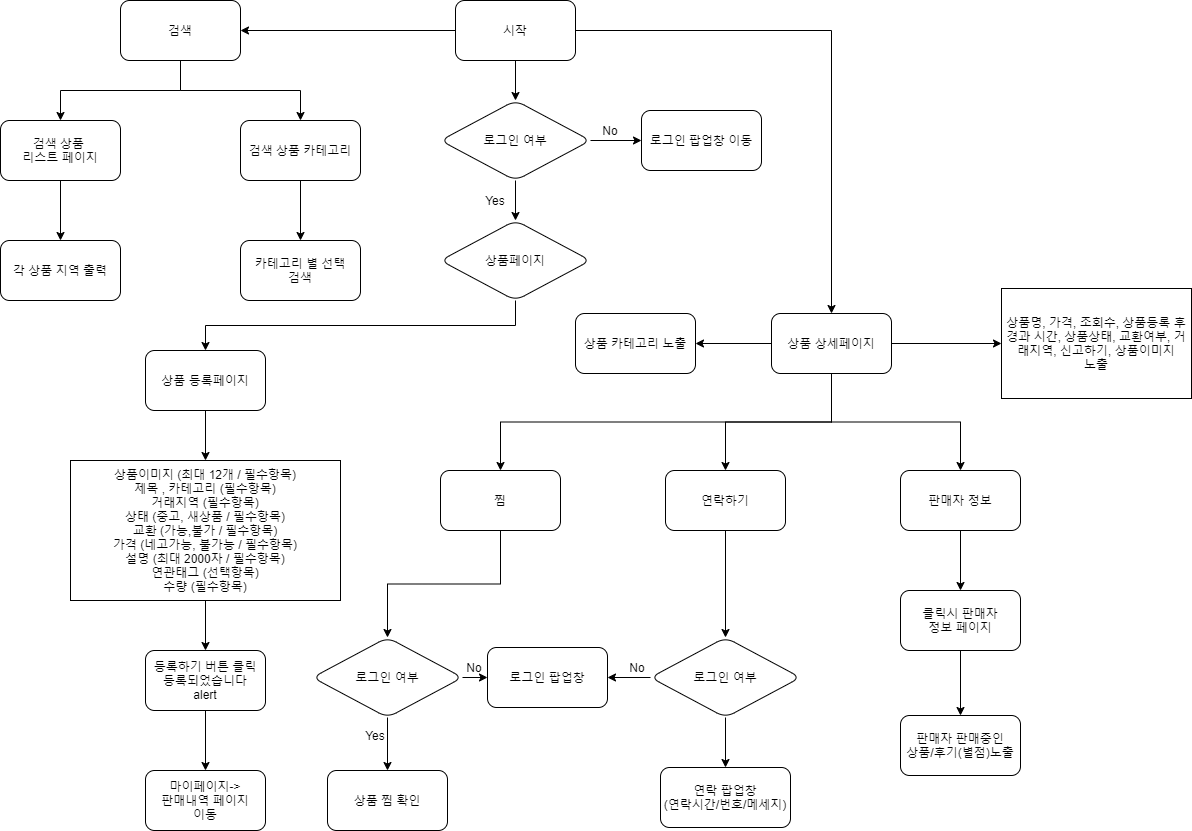 검색
시작
로그인 여부
No
로그인 팝업창 이동
검색 상품
리스트 페이지
검색 상품 카테고리
Yes
각 상품 지역 출력
카테고리 별 선택
검색
상품페이지
상품 카테고리 노출
상품 상세페이지
상품명, 가격, 조회수, 상품등록 후
경과 시간, 상품상태, 교환여부, 거
래지역, 신고하기, 상품이미지
노출
상품 등록페이지
상품이미지 (최대 12개 / 필수항목)
제목 , 카테고리 (필수항목)
거래지역 (필수항목)
상태 (중고, 새상품 / 필수항목)
교환 (가능,불가 / 필수항목)
가격 (네고가능, 불가능 / 필수항목)
설명 (최대 2000자 / 필수항목)
연관태그 (선택항목)
수량 (필수항목)
찜
연락하기
판매자 정보
클릭시 판매자
정보 페이지
등록하기 버튼 클릭
등록되었습니다
alert
로그인 여부
No
로그인 팝업창
No
로그인 여부
Yes
판매자 판매중인
상품/후기(별점)노출
마이페이지->
판매내역 페이지
이동
상품 찜 확인
연락 팝업창
(연락시간/번호/메세지)